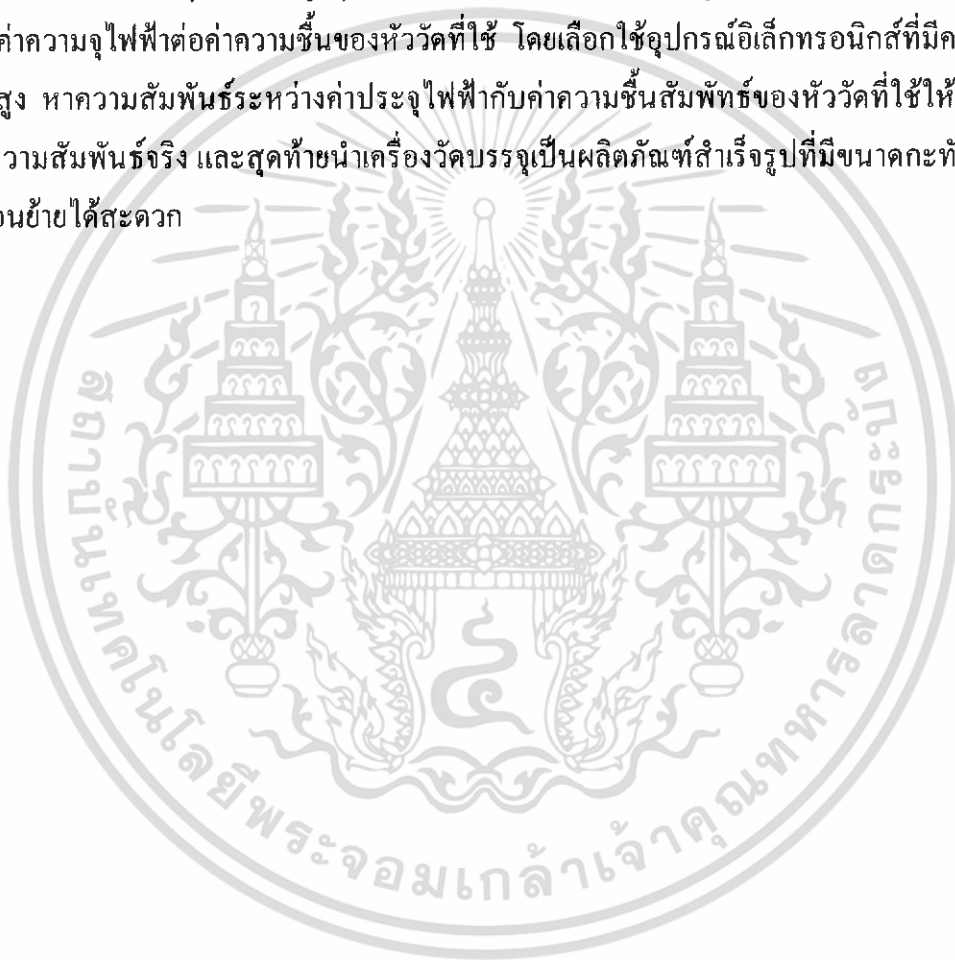 ค่าความจุไฟฟ้าต่อค่าความชื้นของหัววัดที่ใช้ โดยเลือกใช้อุปกรณ์อิเล็กทรอนิกส์ที่มีค
สูง หาความสัมพันธ์ระหว่างค่าประจุไฟฟ้ากับค่าความชื้นสัมพัทธ์ของหัววัดที่ใช้ให้
วามสัมพันธ์จริง และสุดท้ายนำเครื่องวัดบรรจุเป็นผลิตภัณฑ์สำเร็จรูปที่มีขนาดกะทั
อนย้ายได้สะดวก
สถาบันเทคโนโลยีพระจอมเกล้าเจ้าคุณทหารลาดกระบัง